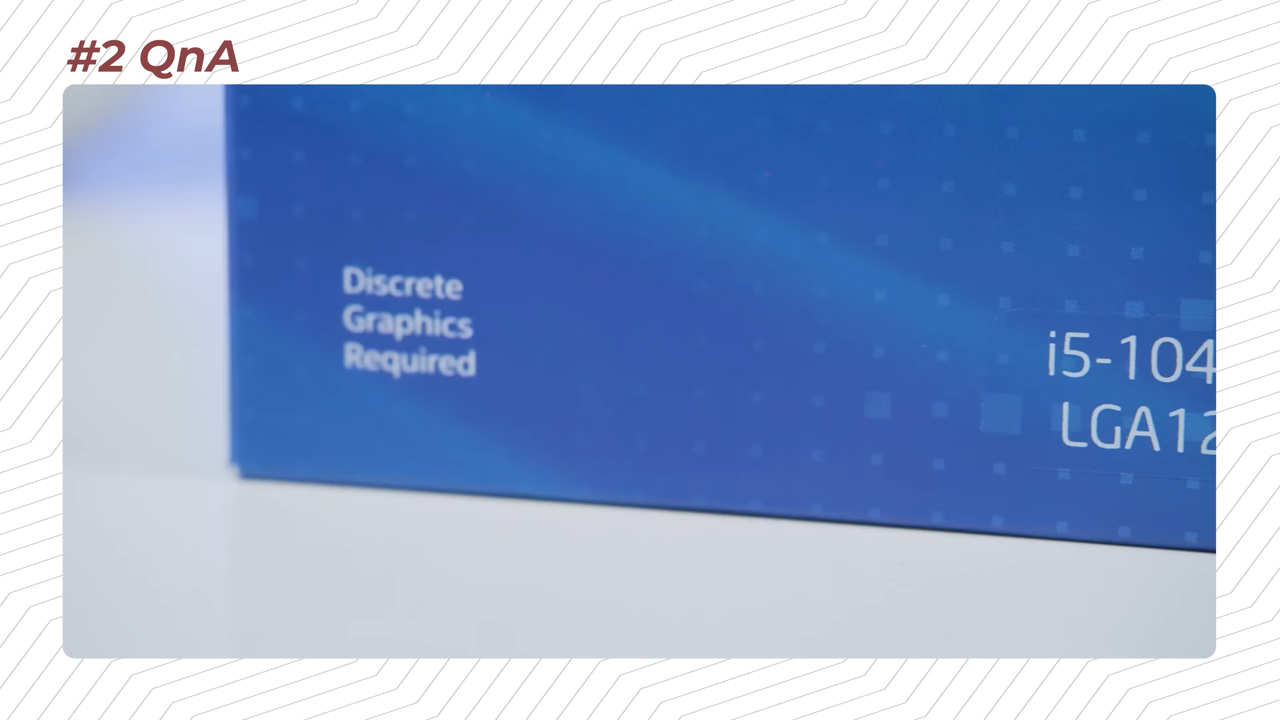 #2 QnA
Discrete
Graphics
Required
i5-104
LGA12